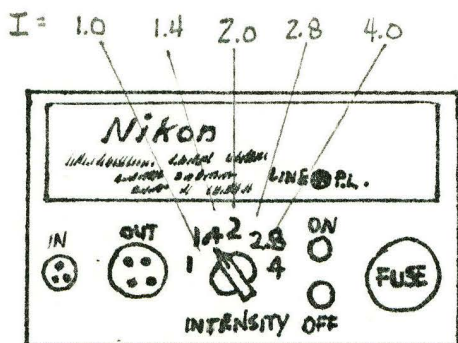 I = 1.0 1.4 2.0 2.8 4.0
Nikon
LINE P.L.
IN OUT 1 1.4 2 2.8 4 ON
FUSE
INTENSITY OFF